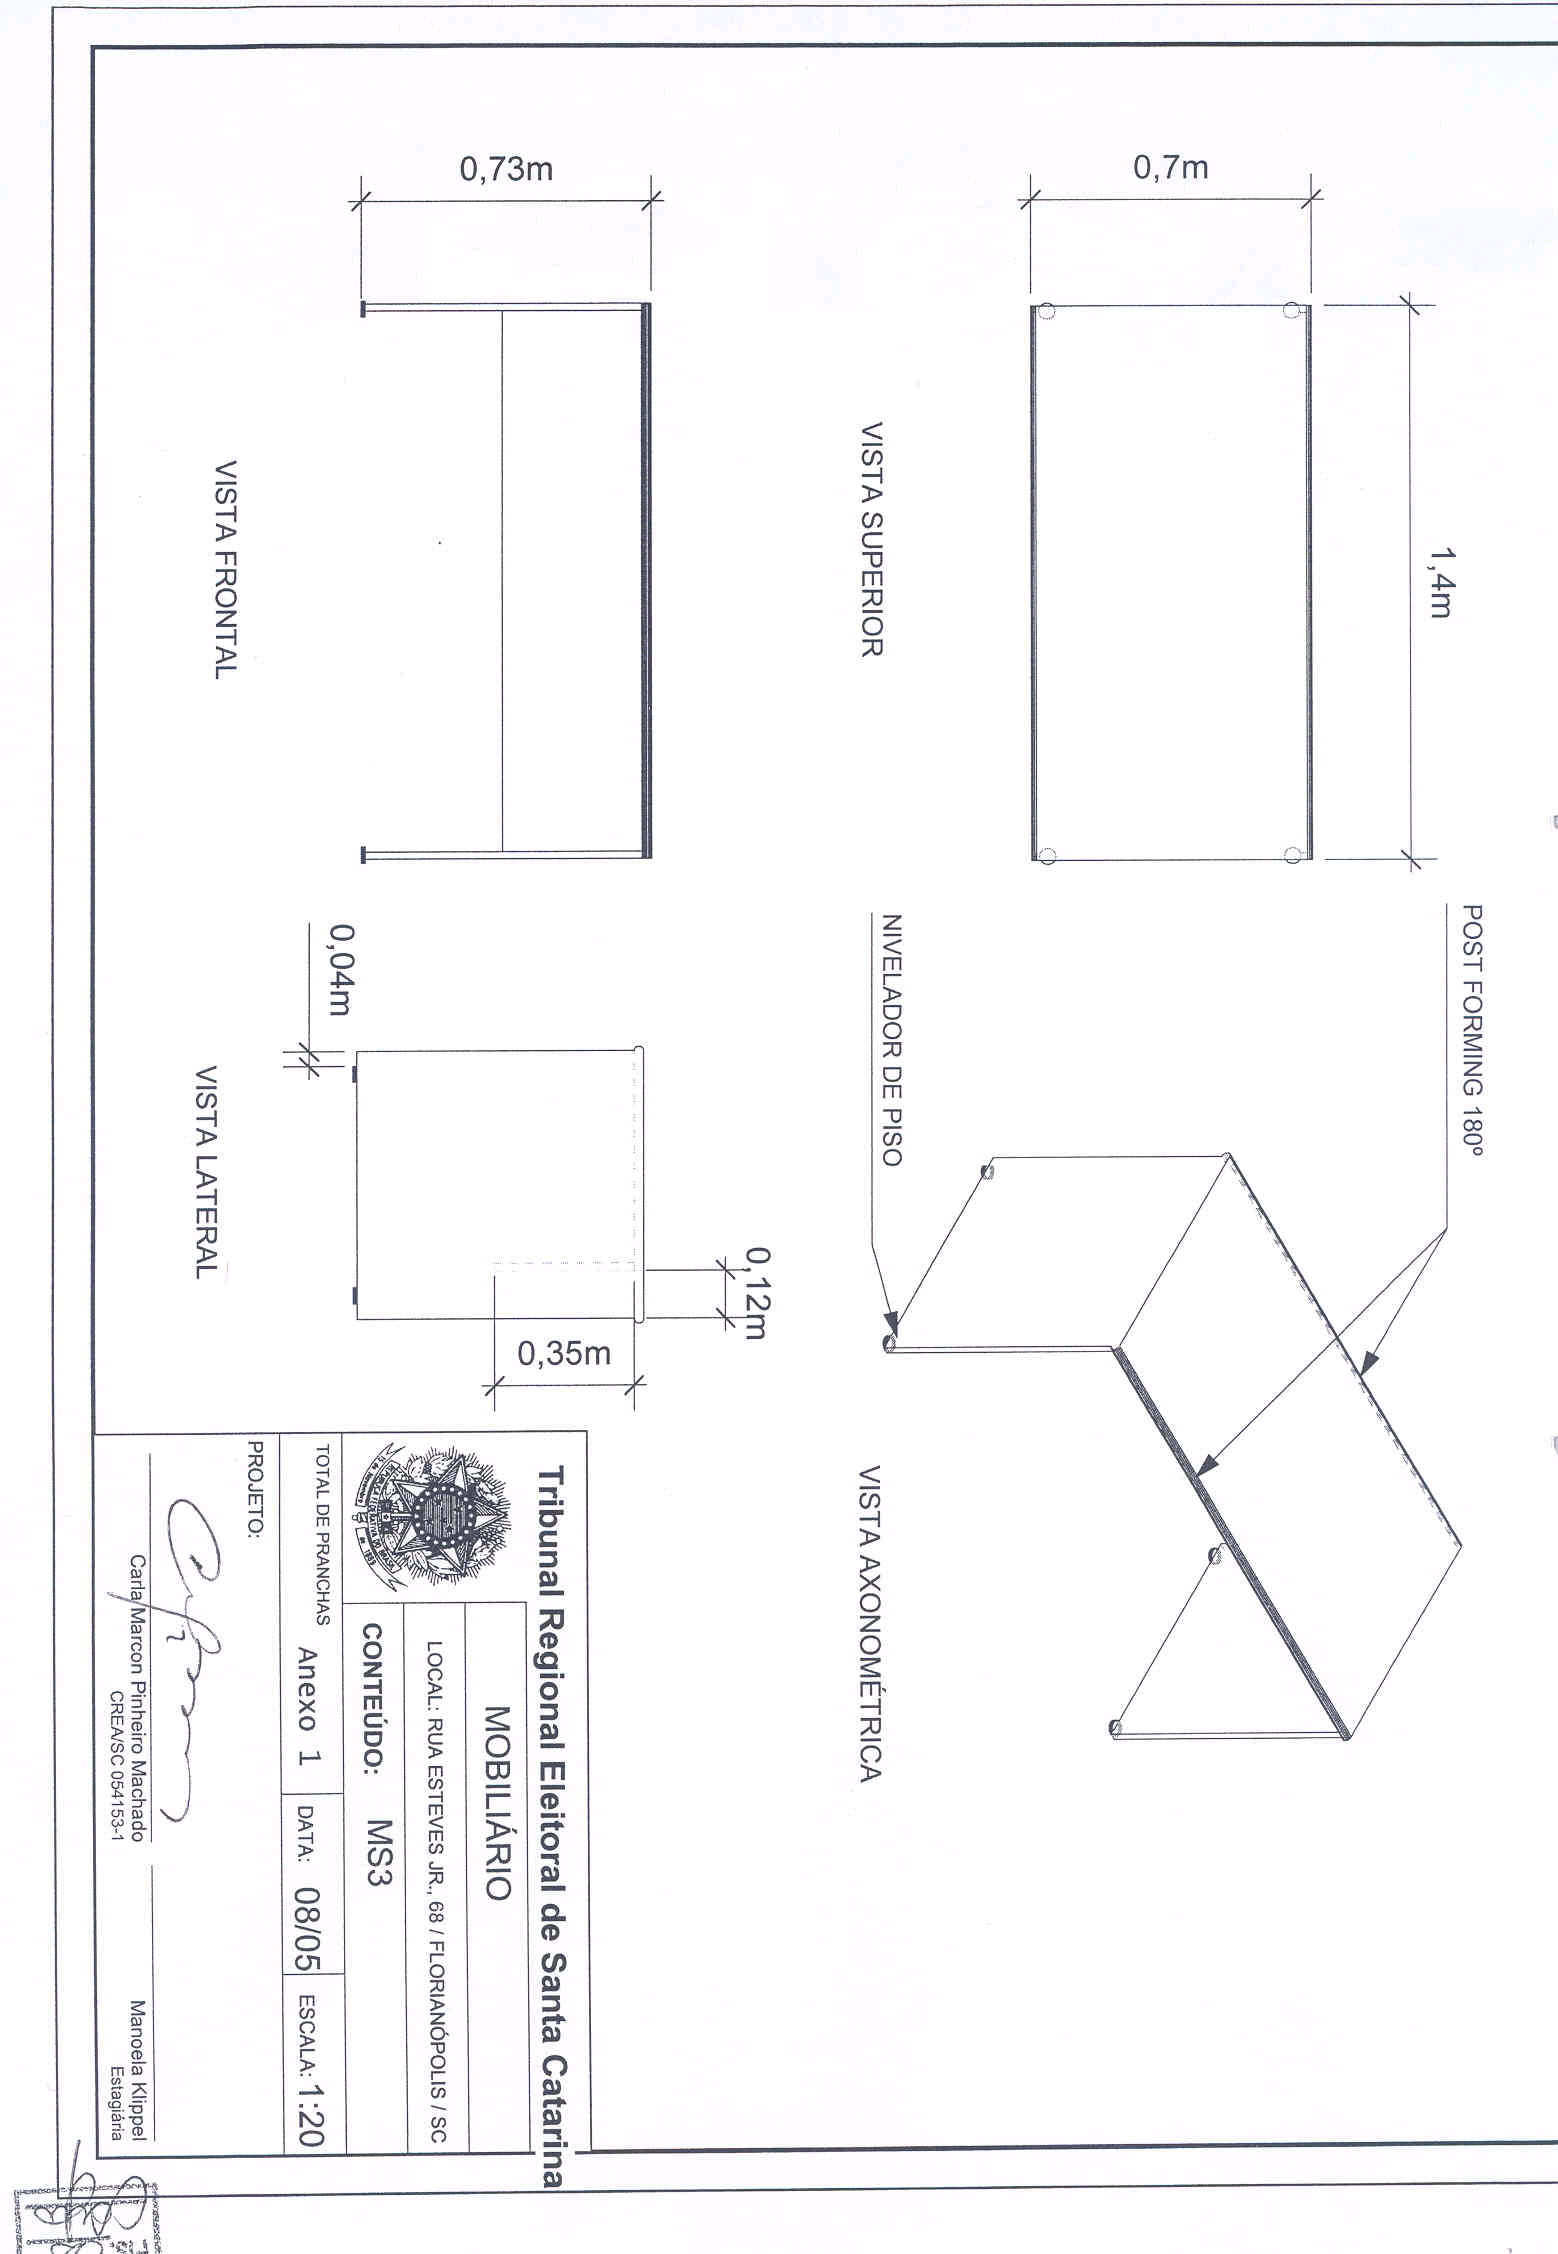 1,4m
0,7m
VISTA SUPERIOR
POST FORMING 180º
NIVELADOR DE PISO
VISTA AXONOMÉTRICA
0,73m
VISTA FRONTAL
0,12m
0,35m
0,04m
VISTA LATERAL
Tribunal Regional Eleitoral de Santa Catarina
MOBILIÁRIO
LOCAL: RUA ESTEVES JR., 68 / FLORIANÓPOLIS / SC
CONTEÚDO: MS3
TOTAL DE PRANCHAS Anexo 1 DATA: 08/05 ESCALA: 1:20
PROJETO:
Carla Marcon Pinheiro Machado
CREA/SC 054153-1
Manoela Klippel
Estagiária